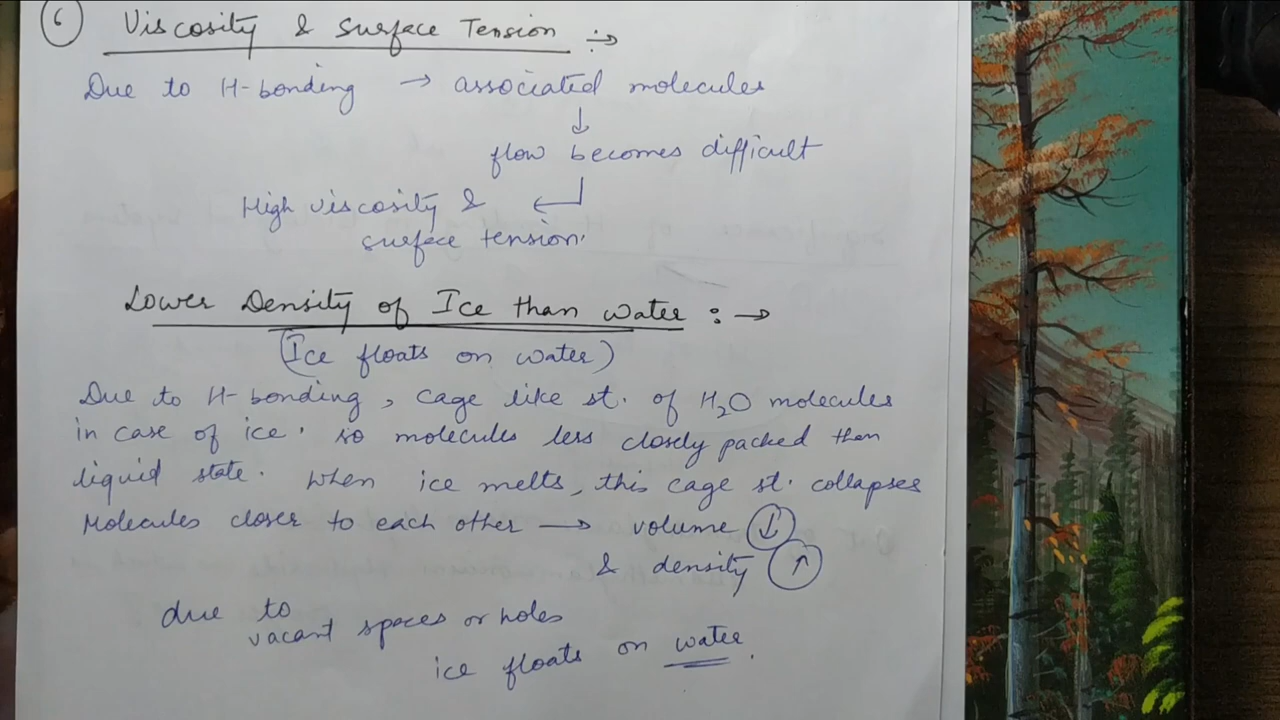 6 Viscosity & Surface Tension :→
Due to H-bonding → associated molecules
↓
flow becomes difficult
High viscosity & ←
surface tension.
Lower Density of Ice than water :→
(Ice floats on water)
Due to H-bonding, cage like st. of H₂O molecules
in case of ice. so molecules less closely packed than
liquid state. When ice melts, this cage st. collapses
Molecules closer to each other → volume ↓
& density ↑
due to
vacant spaces or holes
ice floats on water.